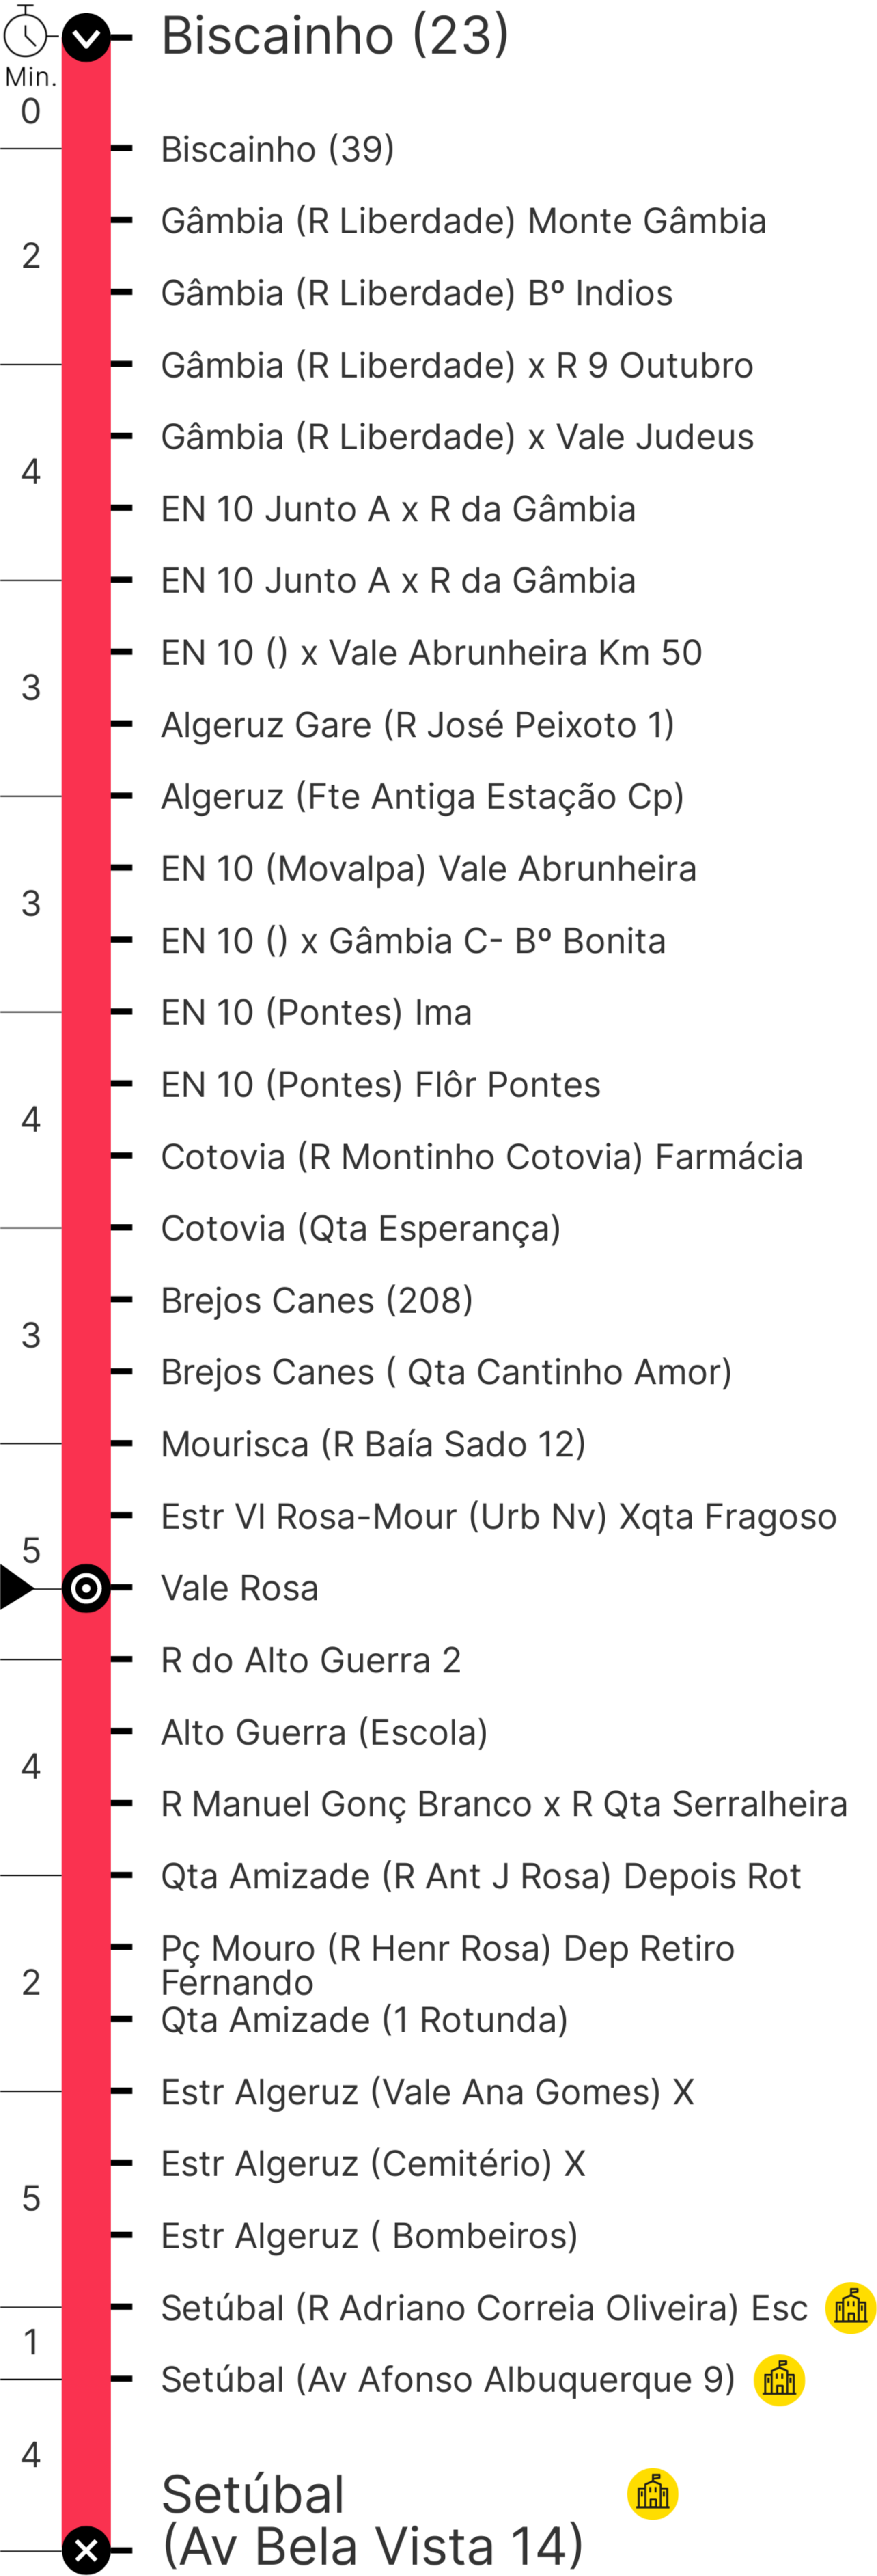 Biscainho (23)
Min.
0
Biscainho (39)
Gâmbia (R Liberdade) Monte Gâmbia
2
Gâmbia (R Liberdade) Bº Indios
Gâmbia (R Liberdade) x R 9 Outubro
Gâmbia (R Liberdade) x Vale Judeus
4
EN 10 Junto A x R da Gâmbia
EN 10 Junto A x R da Gâmbia
EN 10 () x Vale Abrunheira Km 50
3
Algeruz Gare (R José Peixoto 1)
Algeruz (Fte Antiga Estação Cp)
EN 10 (Movalpa) Vale Abrunheira
3
EN 10 () x Gâmbia C- Bº Bonita
EN 10 (Pontes) Ima
EN 10 (Pontes) Flôr Pontes
4
Cotovia (R Montinho Cotovia) Farmácia
Cotovia (Qta Esperança)
Brejos Canes (208)
3
Brejos Canes ( Qta Cantinho Amor)
Mourisca (R Baía Sado 12)
Estr Vl Rosa-Mour (Urb Nv) Xqta Fragoso
5
Vale Rosa
R do Alto Guerra 2
Alto Guerra (Escola)
4
R Manuel Gonç Branco x R Qta Serralheira
Qta Amizade (R Ant J Rosa) Depois Rot
Pç Mouro (R Henr Rosa) Dep Retiro
Fernando
2
Qta Amizade (1 Rotunda)
Estr Algeruz (Vale Ana Gomes) X
Estr Algeruz (Cemitério) X
5
Estr Algeruz ( Bombeiros)
Setúbal (R Adriano Correia Oliveira) Esc
1
Setúbal (Av Afonso Albuquerque 9)
4
Setúbal
(Av Bela Vista 14)